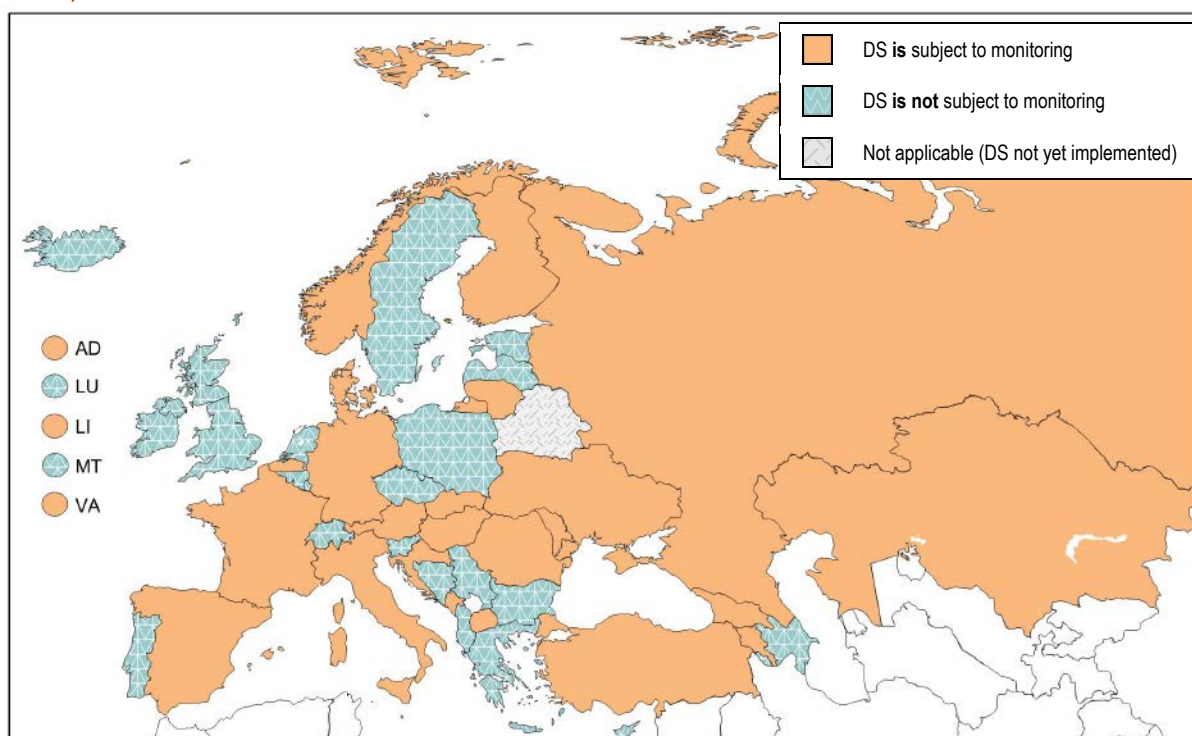 DS is subject to monitoring
DS is not subject to monitoring
Not applicable (DS not yet implemented)
AD
LU
LI
MT
VA